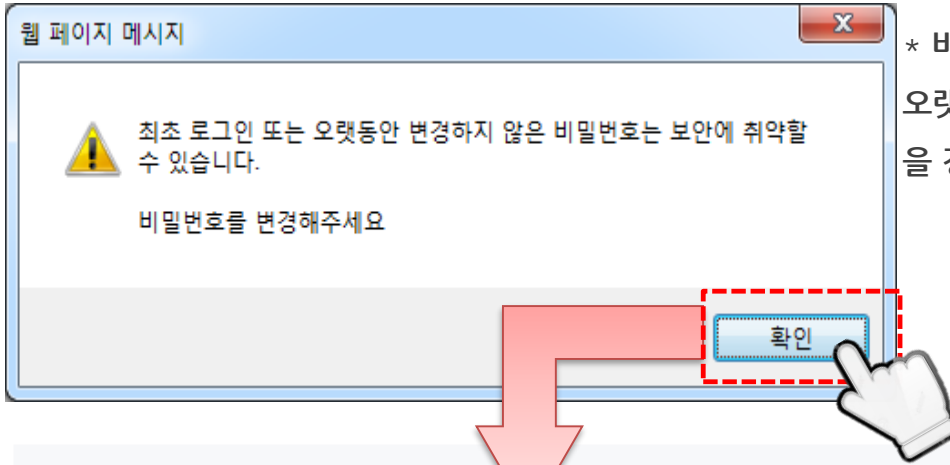 웹 페이지 메시지
최초 로그인 또는 오랫동안 변경하지 않은 비밀번호는 보안에 취약할
수 있습니다.
비밀번호를 변경해주세요
확인
*
을